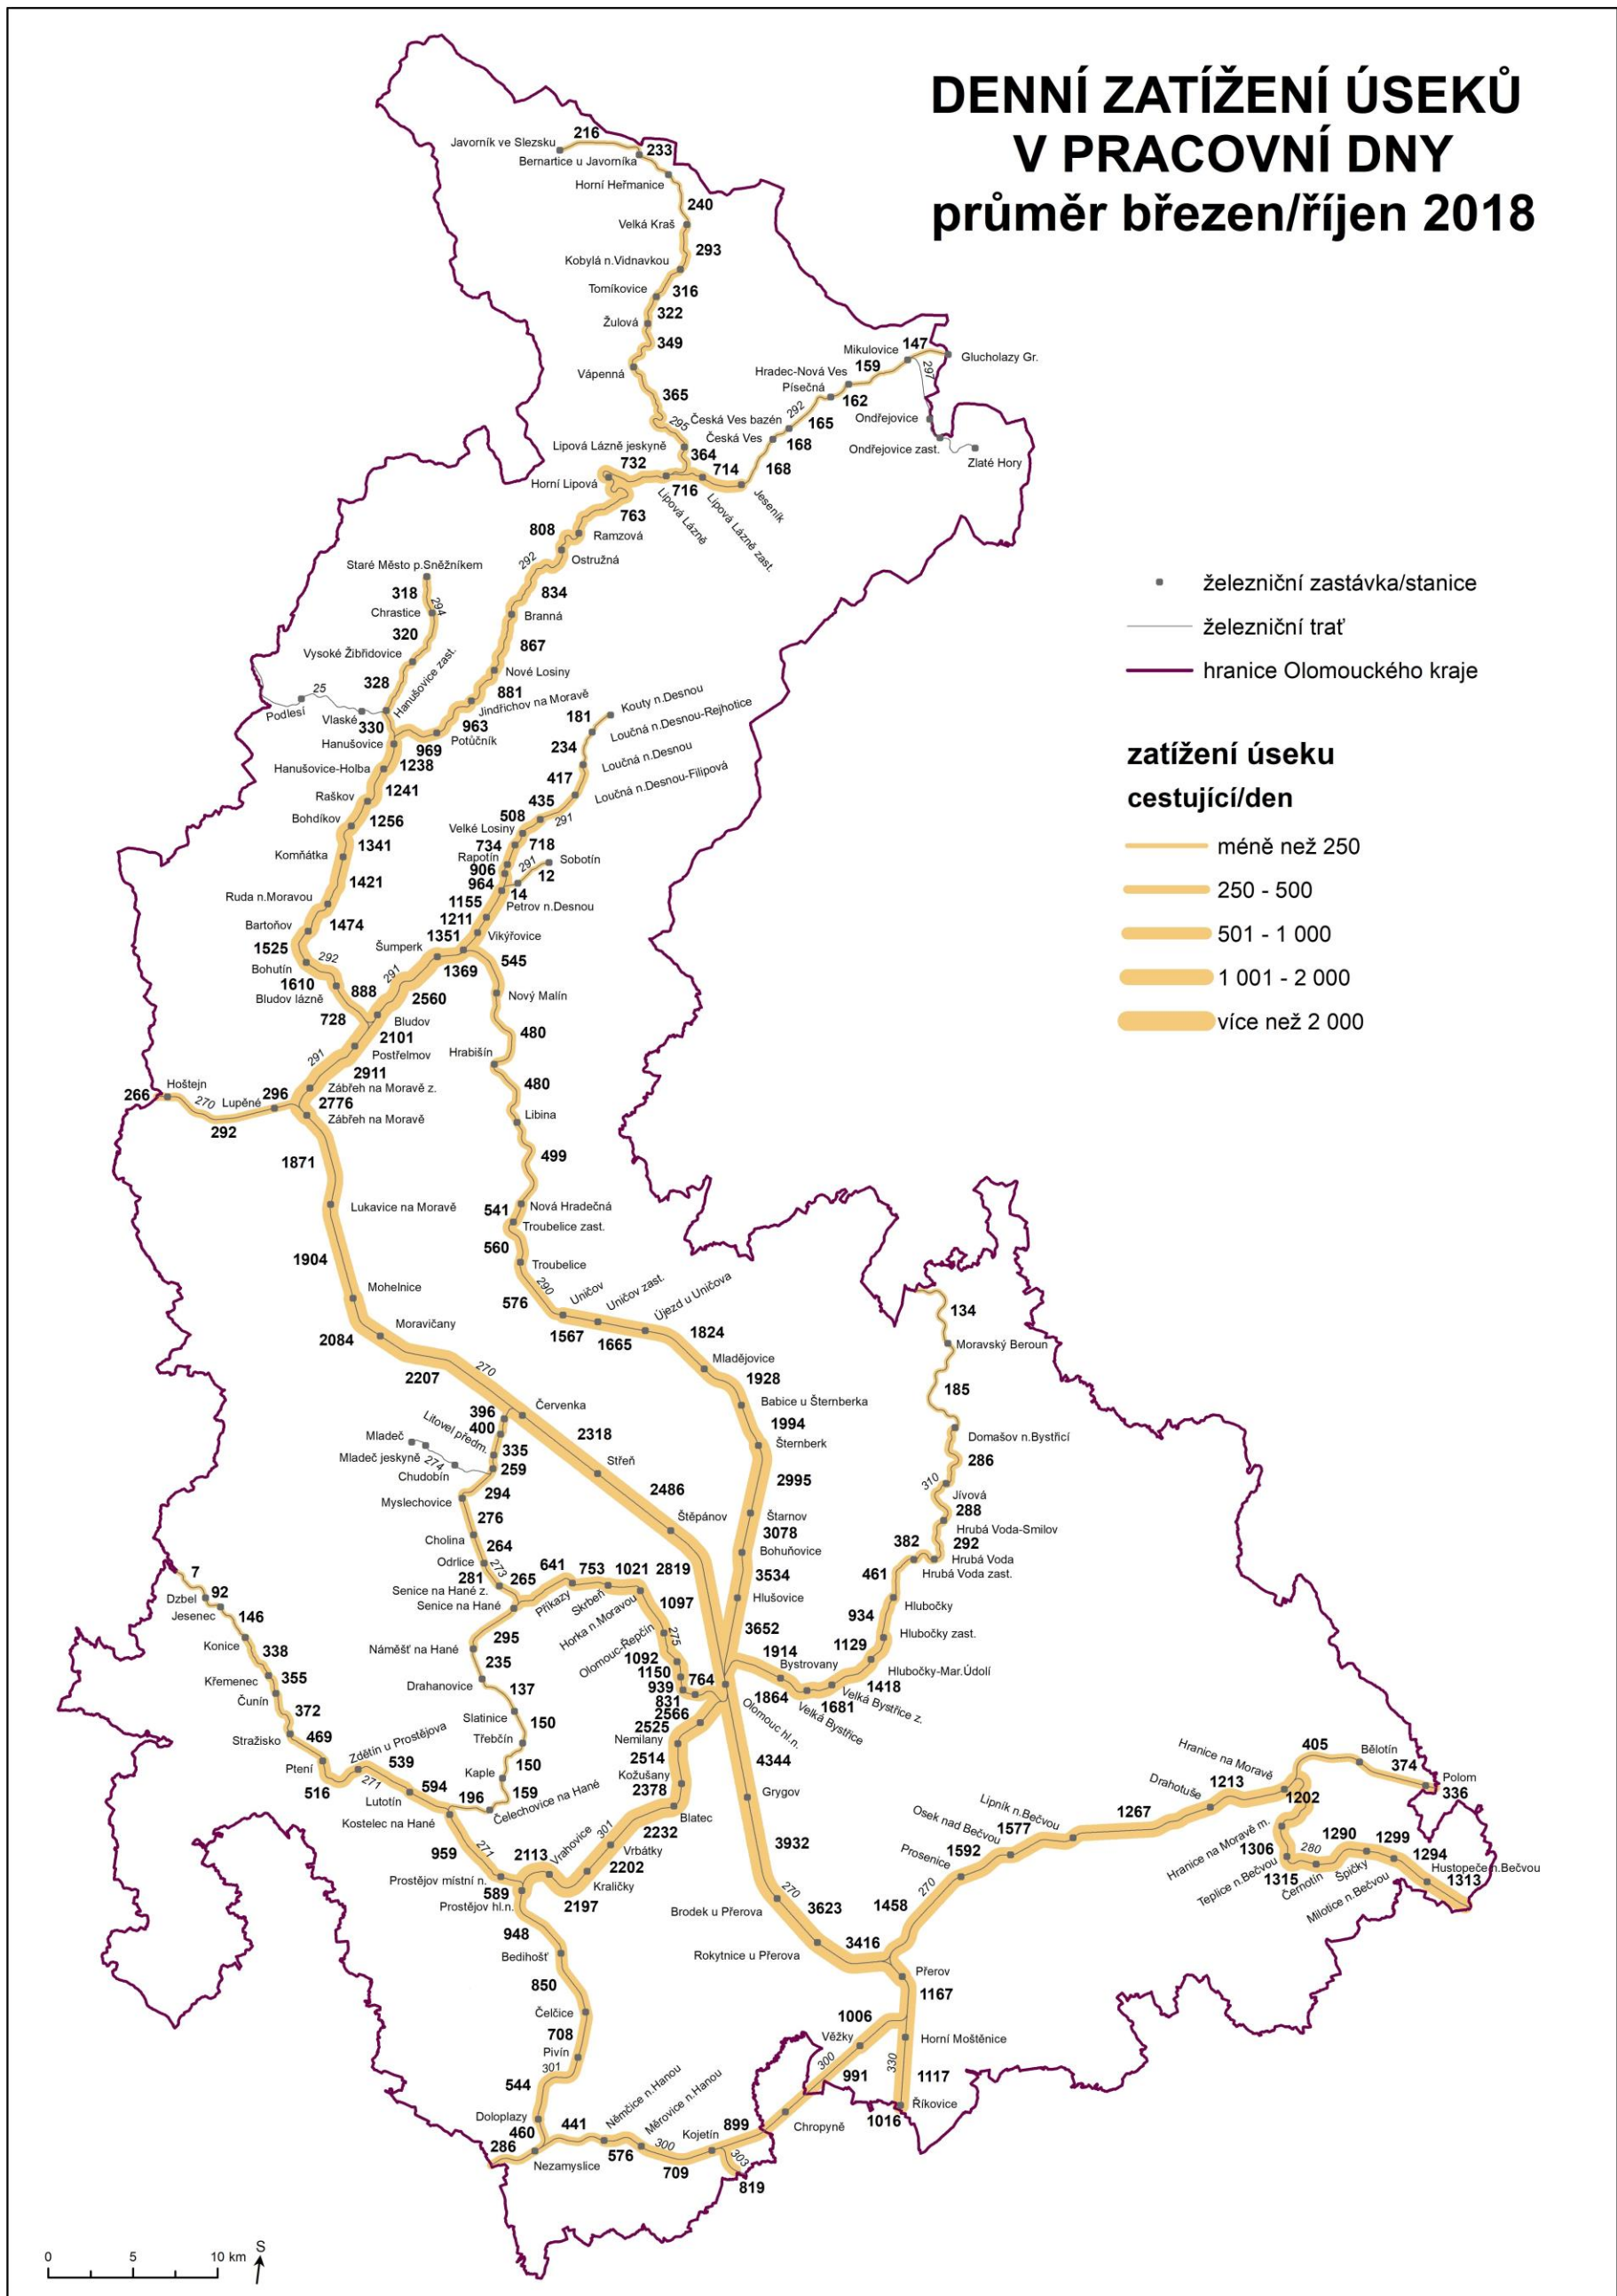 DENNÍ ZATÍŽENÍ ÚSEKŮ
V PRACOVNÍ DNY
průměr březen/říjen 2018
216
Javorník ve Slezsku
233
Bernartice u Javorníka
Horní Heřmanice
240
Velká Kraš
293
Kobylá n.Vidnavkou
Tomíkovice
316
322
Žulová
349
Vápenná
365
295
Mikulovice
147
Glucholazy Gr.
159
297
Hradec-Nová Ves
Písečná
162
292
165
Česká Ves bazén
Česká Ves
168
168
Ondřejovice
Ondřejovice zast.
Zlaté Hory
Lipová Lázně jeskyně
364
732
714
716
Horní Lipová
Lipová Lázně
Lipová Lázně zast.
Jeseník
763
808
Ramzová
Ostružná
292
834
Branná
867
Nové Losiny
881
Jindřichov na Moravě
963
Potůčník
969
Staré Město p.Sněžníkem
318
294
Chrastice
320
Vysoké Žibřidovice
328
Hanušovice zast.
25
Podlesí
Vlaské
330
Hanušovice
1238
Hanušovice-Holba
1241
Raškov
Bohdíkov
1256
1341
Komňátka
1421
Ruda n.Moravou
Bartoňov
1474
1525
292
Bohutín
1610
Bludov lázně
888
728
181
Kouty n.Desnou
Loučná n.Desnou-Rejhotice
234
Loučná n.Desnou
417
Loučná n.Desnou-Filipová
435
508
291
Velké Losiny
734
718
Rapotín
906
291
Sobotín
964
12
14
1155
Petrov n.Desnou
1211
1351
Vikýřovice
Šumperk
1369
545
291
2560
Nový Malín
Bludov
2101
480
Postřelmov
291
2911
Hrabišín
480
Zábřeh na Moravě z.
2776
Zábřeh na Moravě
Hoštejn
266
270
Lupěné
296
292
Libina
499
1871
Lukavice na Moravě
541
Nová Hradečná
Troubelice zast.
560
Troubelice
1904
290
576
Uničov
Uničov zast.
Újezd u Uničova
1567
1665
1824
Mladějovice
1928
Babice u Šternberka
1994
Šternberk
2995
Štarnov
3078
Bohuňovice
3534
Hlušovice
3652
Mohelnice
Moravičany
2084
2207
270
Červenka
2318
Střeň
2486
Štěpánov
2819
396
400
Litovel předm.
335
259
Mladeč
Mladeč jeskyně
274
Chudobín
294
Myslechovice
276
Cholina
264
Odrlice
273
281
265
Senice na Hané z.
Senice na Hané
641
753
1021
Příkazy
Skrbeň
Horka n.Moravou
1097
275
Olomouc-Řepčín
1092
1150
939
764
831
2566
2525
Nemilany
2514
Kožušany
2378
Blatec
2232
301
Vrbátky
2202
Kraličky
2197
Vrahovice
2113
Olomouc hl.n.
134
Moravský Beroun
185
Domašov n.Bystřicí
286
310
Jívová
288
Hrubá Voda-Smilov
292
382
Hrubá Voda
Hrubá Voda zast.
461
Hlubočky
934
Hlubočky zast.
1129
Hlubočky-Mar.Údolí
1418
1914
Bystrovany
1864
Velká Bystřice
1681
Velká Bystřice z.
7
Dzbel
92
Jesenec
146
Konice
338
Křemenec
355
Čunín
372
Stražisko
469
Ptení
516
271
Zdětín u Prostějova
539
Lutotín
594
Kostelec na Hané
295
Náměšť na Hané
235
Drahanovice
137
Slatinice
150
Třebčín
150
Kaple
159
196
Čelechovice na Hané
959
271
Prostějov místní n.
589
Prostějov hl.n.
948
Bedihošť
850
Čelčice
708
Pivín
301
544
Doloplazy
460
286
Nezamyslice
441
Němčice n.Hanou
576
Měrovice n.Hanou
300
709
Kojetín
899
303
819
Chropyně
991
300
Věžky
1006
4344
Grygov
3932
270
Brodek u Přerova
3623
Rokytnice u Přerova
3416
Přerov
1167
Horní Moštěnice
330
1117
Říkovice
1016
1458
270
Prosenice
1592
Osek nad Bečvou
1577
Lipník n.Bečvou
1267
Drahotuše
1213
Hranice na Moravě
405
Bělotín
374
Polom
336
1202
Hranice na Moravě m.
1306
Teplice n.Bečvou
280
1315
Černotín
1290
Špičky
1299
Milotice n.Bečvou
1294
Hustopeče n.Bečvou
1313
železniční zastávka/stanice
železniční trať
hranice Olomouckého kraje
zatížení úseku
cestující/den
méně než 250
250 - 500
501 - 1 000
1 001 - 2 000
více než 2 000
0 5 10 km
S